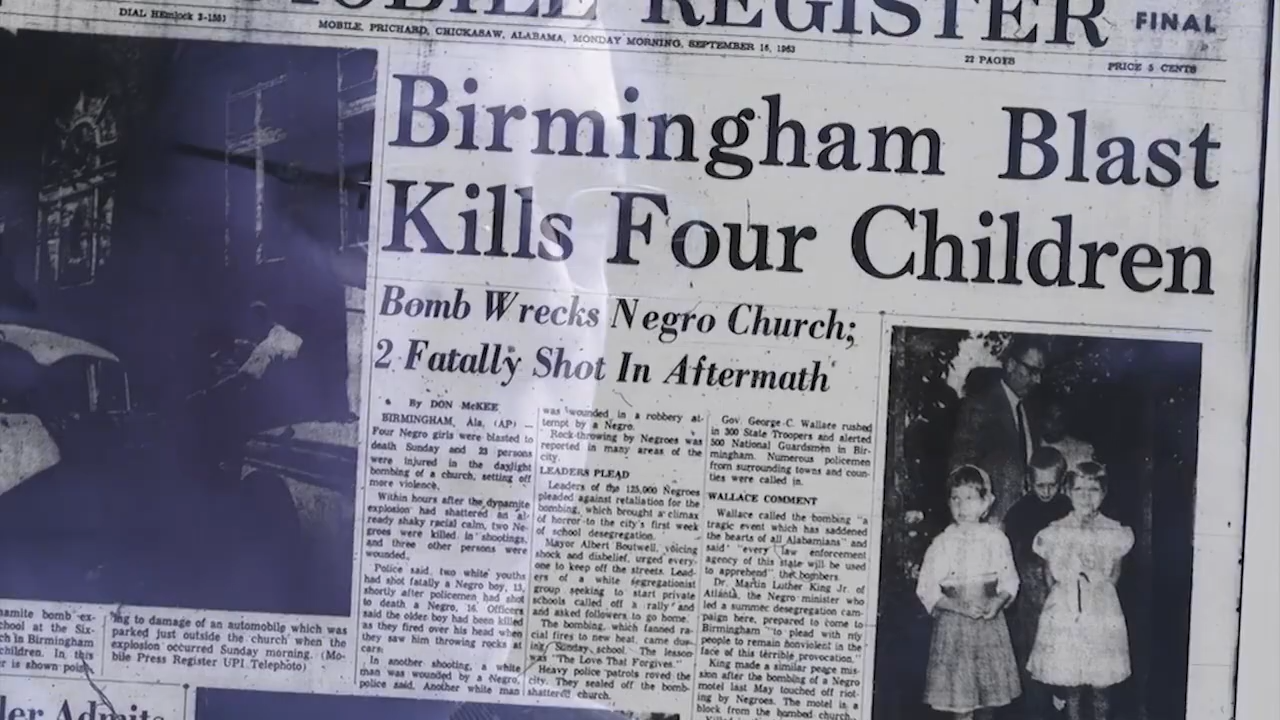 MOBILE REGISTER
FINAL
DIAL HEmlock 3-1551
MOBILE, PRICHARD, CHICKASAW, ALABAMA, MONDAY MORNING, SEPTEMBER 16, 1963
22 PAGES
PRICE 5 CENTS
Birmingham Blast
Kills Four Children
Bomb Wrecks Negro Church;
2 Fatally Shot In Aftermath
By DON McKEE
BIRMINGHAM, Ala. (AP) —
Four Negro girls were blasted to
death Sunday and 23 persons
were injured in the daylight
bombing of a church, setting off
more violence.
Within hours after the dynamite
explosion had shattered an al-
ready shaky racial calm, two Ne-
groes were killed in shootings,
and three other persons were
wounded.
Police said two white youths
had shot fatally a Negro boy, 13,
shortly after policemen had shot
to death a Negro, 16. Officers
said the older boy had been killed
as they fired over his head when
they saw him throwing rocks at
cars.
In another shooting, a white
man was wounded by a Negro,
police said. Another white man
was wounded in a robbery at-
tempt by a Negro.
Rock-throwing by Negroes was
reported in many areas of the
city.
LEADERS PLEAD
Leaders of the 125,000 Negroes
pleaded against retaliation for the
bombing, which brought a climax
of horror to the city's first week
of school desegregation.
Mayor Albert Boutwell, voicing
shock and disbelief, urged every-
one to keep off the streets. Lead-
ers of a white segregationist
group seeking to start private
schools called off a rally and
and asked followers to go home.
The bombing, which fanned ra-
cial fires to new heat, came dur-
ing Sunday school. The lesson
was "The Love That Forgives."
Heavy police patrols roved the
city. They sealed off the bomb-
shattered church.
Gov. George C. Wallace rushed
in 300 State Troopers and alerted
500 National Guardsmen in Bir-
mingham. Numerous policemen
from surrounding towns and coun-
ties were called in.
WALLACE COMMENT
Wallace called the bombing "a
tragic event which has saddened
the hearts of all Alabamians" and
said "every law enforcement
agency of this state will be used
to apprehend" the bombers.
Dr. Martin Luther King Jr. of
Atlanta, the Negro minister who
led a summer desegregation cam-
paign here, prepared to come to
Birmingham "to plead with my
people to remain nonviolent in the
face of this terrible provocation."
King made a similar peace mis-
sion after the bombing of a Negro
motel last May touched off riot-
ing by Negroes. The motel is a
block from the bombed church.
namite bomb ex-
chool at the Six-
ch in Birmingham
children. In this
er is shown
ing to damage of an automobile which was
parked just outside the church when the
explosion occurred Sunday morning. (Mo-
bile Press Register UPI Telephoto)
ler Admits